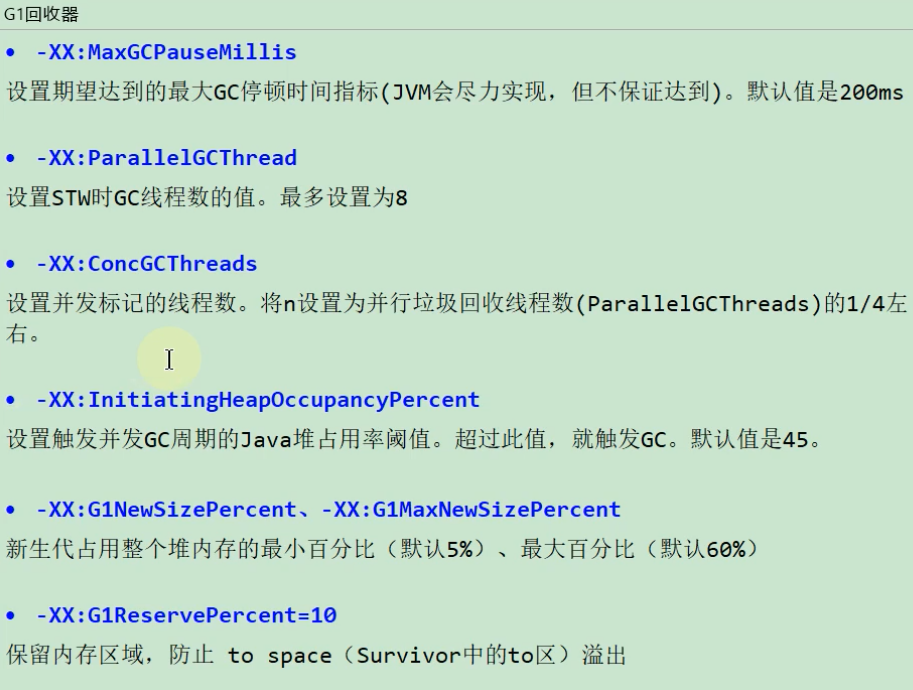 G1回收器
• -XX:MaxGCPauseMillis
设置期望达到的最大GC停顿时间指标(JVM会尽力实现，但不保证达到)。默认值是200ms
• -XX:ParallelGCThread
设置STW时GC线程数的值。最多设置为8
• -XX:ConcGCThreads
设置并发标记的线程数。将n设置为并行垃圾回收线程数(ParallelGCThreads)的1/4左
右。
• -XX:InitiatingHeapOccupancyPercent
设置触发并发GC周期的Java堆占用率阈值。超过此值，就触发GC。默认值是45。
• -XX:G1NewSizePercent、-XX:G1MaxNewSizePercent
新生代占用整个堆内存的最小百分比（默认5%）、最大百分比（默认60%）
• -XX:G1ReservePercent=10
保留内存区域，防止 to space（Survivor中的to区）溢出